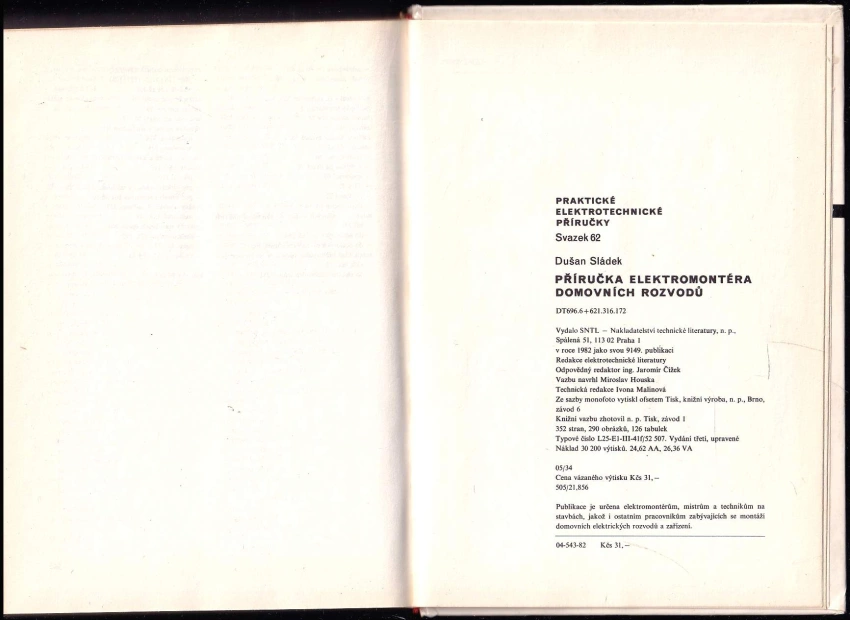 PRAKTICKÉ
ELEKTROTECHNICKÉ
PŘÍRUČKY
Svazek 62
Dušan Sládek
PŘÍRUČKA ELEKTROMONTÉRA
DOMOVNÍCH ROZVODŮ
DT696.6+621.316.172
Vydalo SNTL – Nakladatelství technické literatury, n. p.,
Spálená 51, 113 02 Praha 1
v roce 1982 jako svou 9149. publikaci
Redakce elektrotechnické literatury
Odpovědný redaktor ing. Jaromír Čížek
Vazbu navrhl Miroslav Houska
Technická redakce Ivona Malinová
Ze sazby monofoto vytiskl ofsetem Tisk, knižní výroba, n. p., Brno,
závod 6
Knižní vazbu zhotovil n. p. Tisk, závod 1
352 stran, 290 obrázků, 126 tabulek
Typové číslo L25-E1-III-41f/52 507. Vydání třetí, upravené
Náklad 30 200 výtisků. 24,62 AA, 26,36 VA
05/34
Cena vázaného výtisku Kčs 31,–
505/21,856
Publikace je určena elektromontérům, mistrům a technikům na
stavbách, jakož i ostatním pracovníkům zabývajících se montáží
domovních elektrických rozvodů a zařízení.
04-543-82 Kčs 31,–